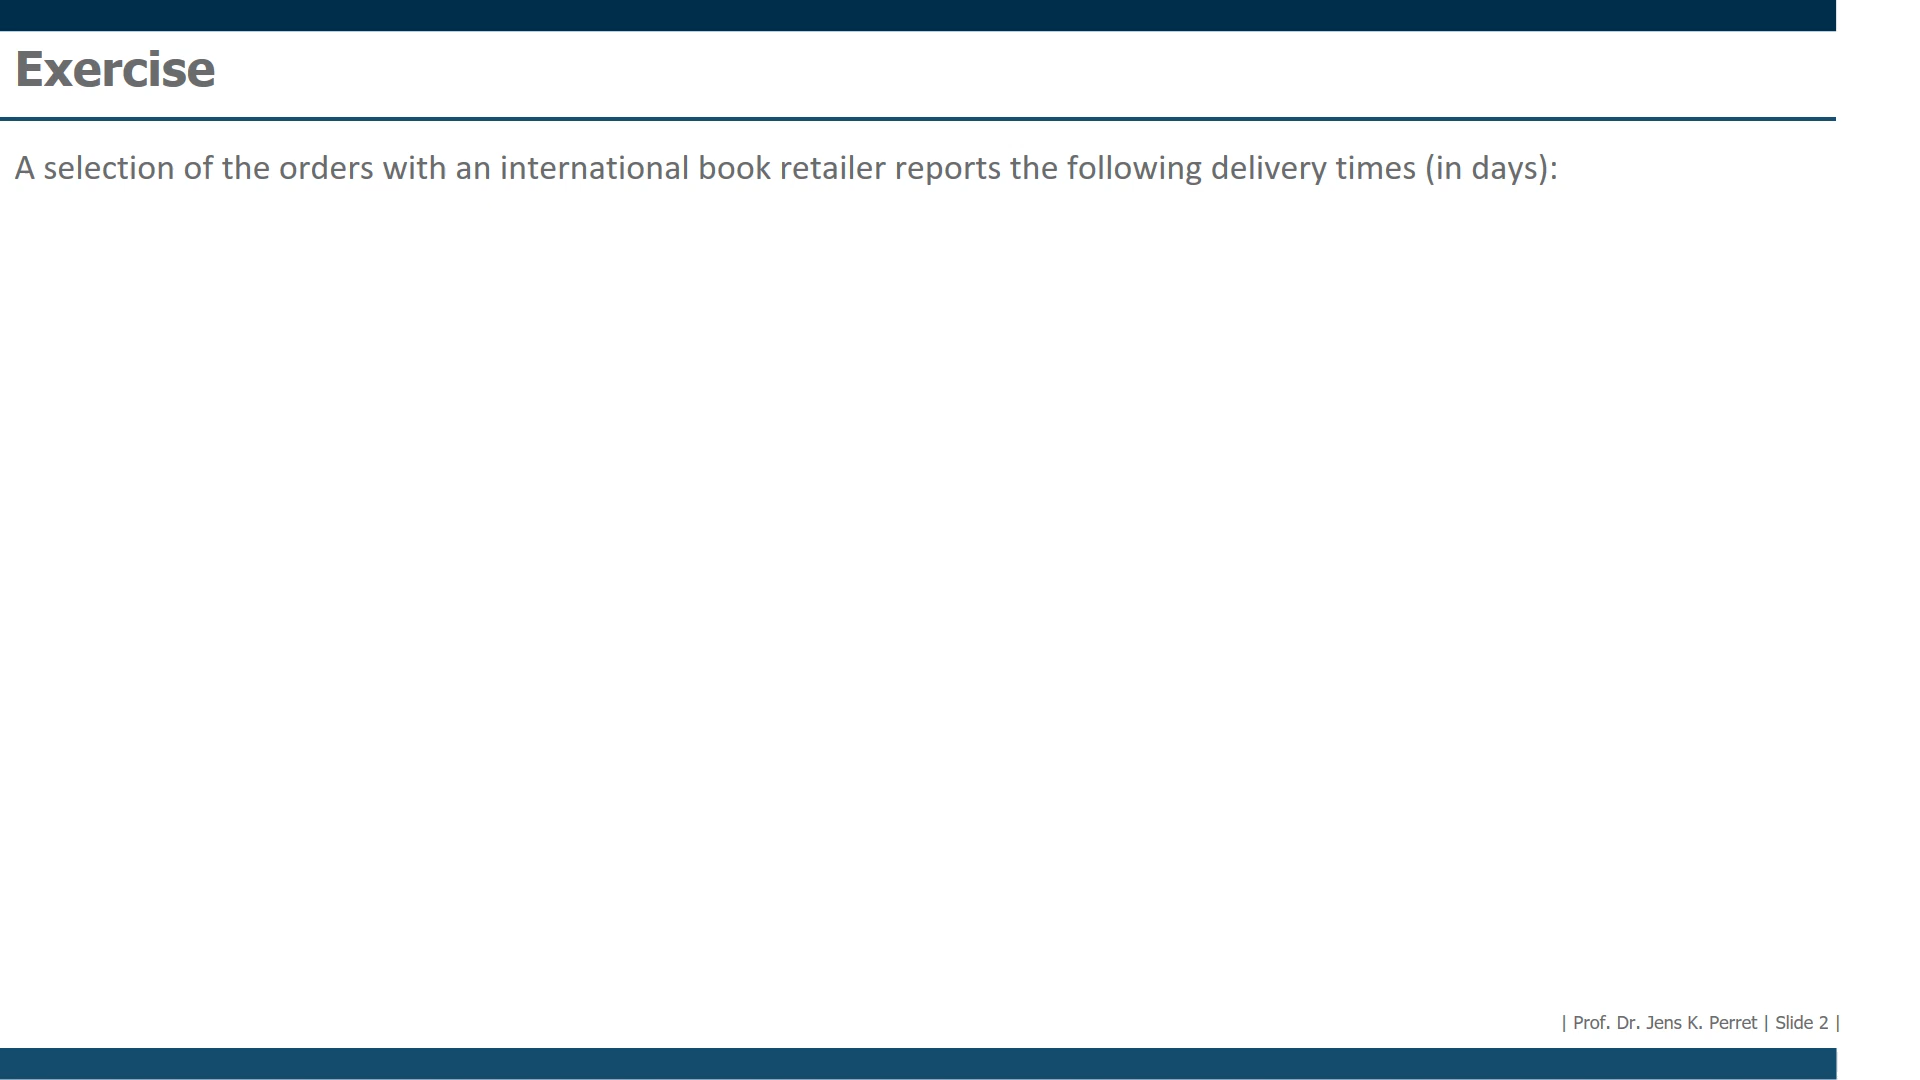 Exercise
A selection of the orders with an international book retailer reports the following delivery times (in days):
| Prof. Dr. Jens K. Perret | Slide 2 |